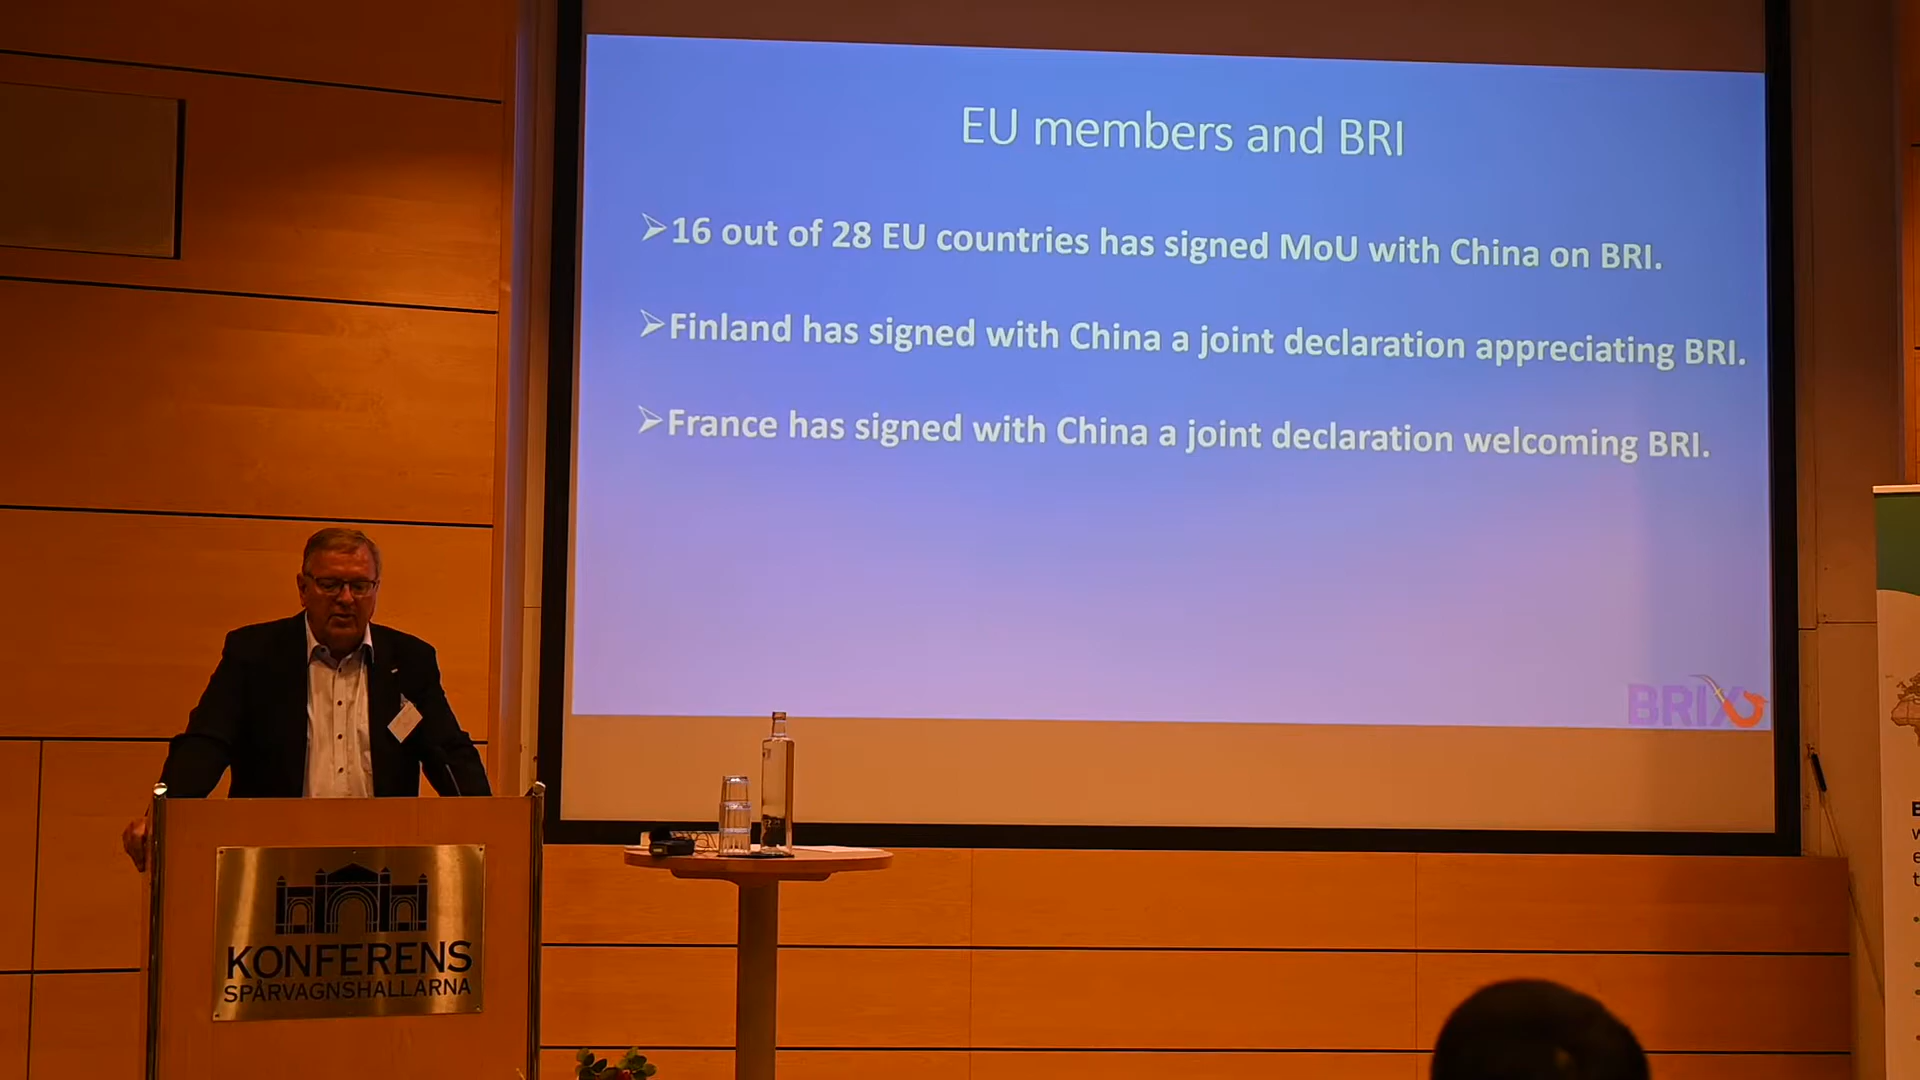 EU members and BRI
➢16 out of 28 EU countries has signed MoU with China on BRI.
➢Finland has signed with China a joint declaration appreciating BRI.
➢France has signed with China a joint declaration welcoming BRI.
BRIX
KONFERENS
SPÅRVAGNSHALLARNA